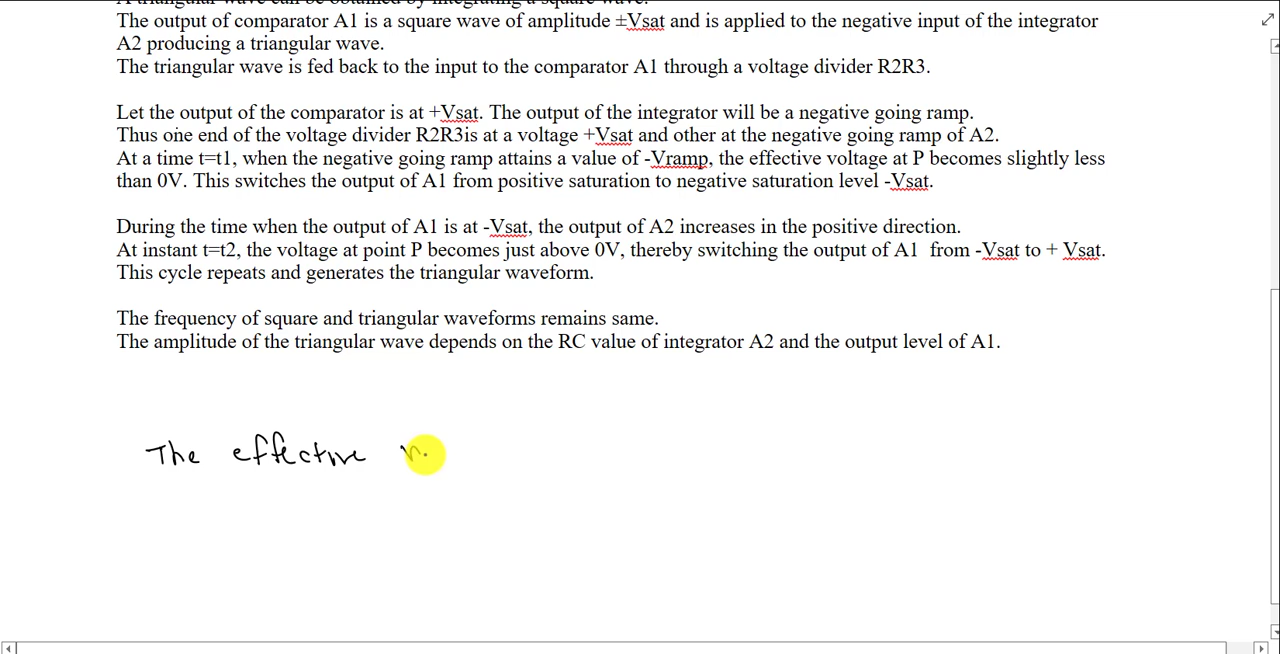 A triangular wave can be obtained by integrating a square wave.
The output of comparator A1 is a square wave of amplitude ±Vsat and is applied to the negative input of the integrator
A2 producing a triangular wave.
The triangular wave is fed back to the input to the comparator A1 through a voltage divider R2R3.
Let the output of the comparator is at +Vsat. The output of the integrator will be a negative going ramp.
Thus one end of the voltage divider R2R3is at a voltage +Vsat and other at the negative going ramp of A2.
At a time t=t1, when the negative going ramp attains a value of -Vramp, the effective voltage at P becomes slightly less
than 0V. This switches the output of A1 from positive saturation to negative saturation level -Vsat.
During the time when the output of A1 is at -Vsat, the output of A2 increases in the positive direction.
At instant t=t2, the voltage at point P becomes just above 0V, thereby switching the output of A1  from -Vsat to + Vsat.
This cycle repeats and generates the triangular waveform.
The frequency of square and triangular waveforms remains same.
The amplitude of the triangular wave depends on the RC value of integrator A2 and the output level of A1.
The effective